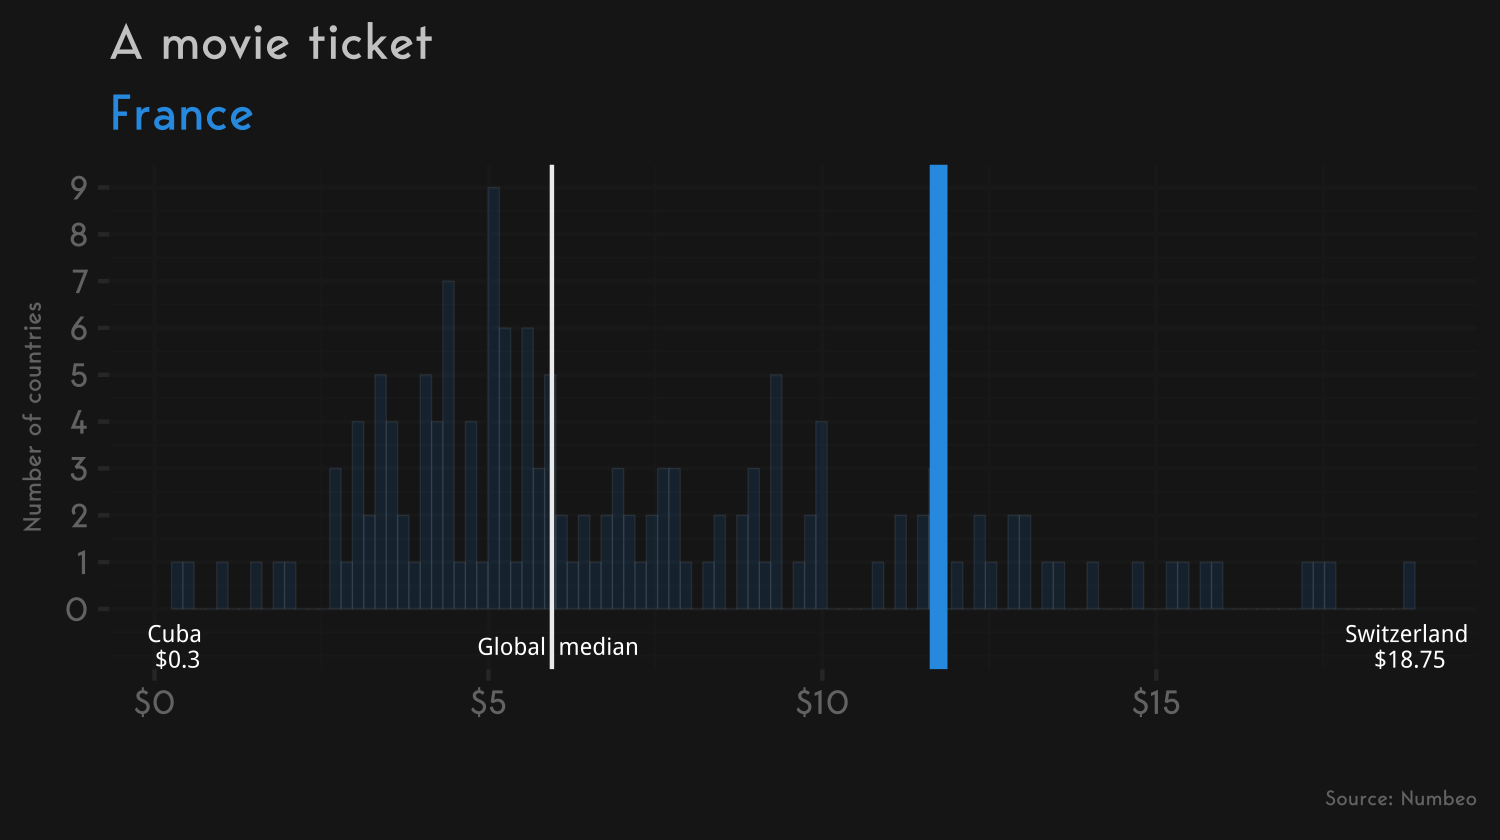 A movie ticket
France
9
8
7
6
5
4
3
2
1
0
Number of countries
Cuba
$0.3
Global median
Switzerland
$18.75
$0 $5 $10 $15
Source: Numbeo